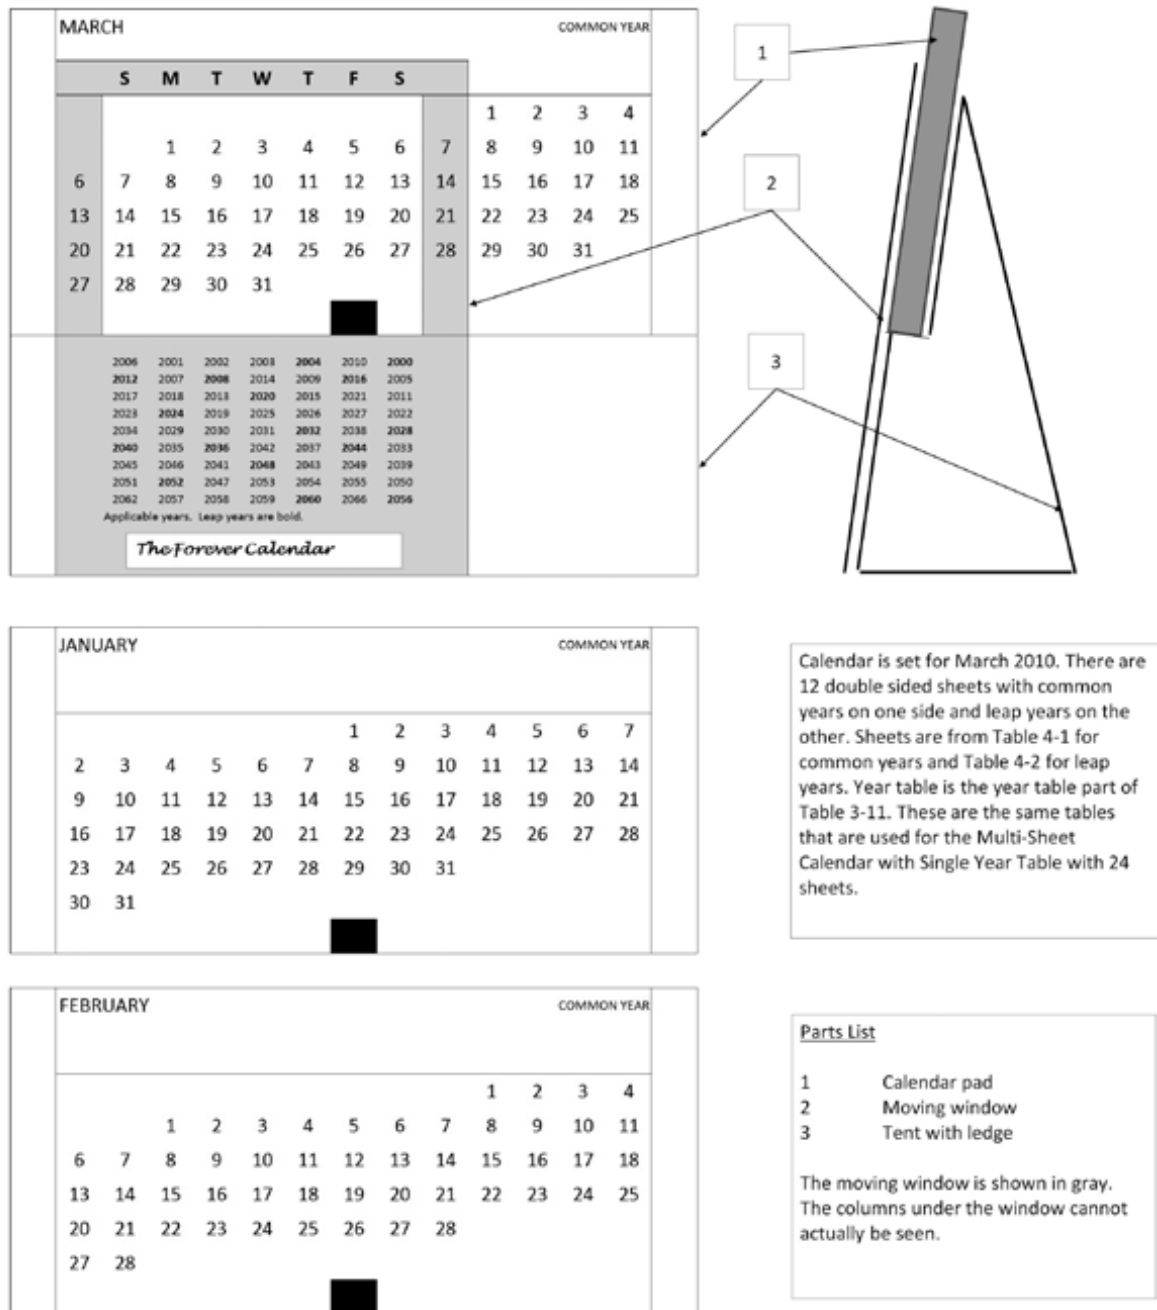 MARCH COMMON YEAR
S M T W T F S
1 2 3 4
1 2 3 4 5 6 7 8 9 10 11
6 7 8 9 10 11 12 13 14 15 16 17 18
13 14 15 16 17 18 19 20 21 22 23 24 25
20 21 22 23 24 25 26 27 28 29 30 31
27 28 29 30 31
2006 2001 2002 2003 2004 2010 2000
2012 2007 2008 2014 2009 2016 2005
2017 2018 2013 2020 2015 2021 2011
2023 2024 2019 2025 2026 2027 2022
2034 2029 2030 2031 2032 2038 2028
2040 2035 2036 2042 2037 2044 2033
2045 2046 2041 2048 2043 2049 2039
2051 2052 2047 2053 2054 2055 2050
2062 2057 2058 2059 2060 2066 2056
Applicable years. Leap years are bold.
The Forever Calendar
1
2
3
JANUARY COMMON YEAR
1 2 3 4 5 6 7
2 3 4 5 6 7 8 9 10 11 12 13 14
9 10 11 12 13 14 15 16 17 18 19 20 21
16 17 18 19 20 21 22 23 24 25 26 27 28
23 24 25 26 27 28 29 30 31
30 31
Calendar is set for March 2010. There are
12 double sided sheets with common
years on one side and leap years on the
other. Sheets are from Table 4-1 for
common years and Table 4-2 for leap
years. Year table is the year table part of
Table 3-11. These are the same tables
that are used for the Multi-Sheet
Calendar with Single Year Table with 24
sheets.
FEBRUARY COMMON YEAR
1 2 3 4
1 2 3 4 5 6 7 8 9 10 11
6 7 8 9 10 11 12 13 14 15 16 17 18
13 14 15 16 17 18 19 20 21 22 23 24 25
20 21 22 23 24 25 26 27 28
27 28
Parts List
1 Calendar pad
2 Moving window
3 Tent with ledge
The moving window is shown in gray.
The columns under the window cannot
actually be seen.